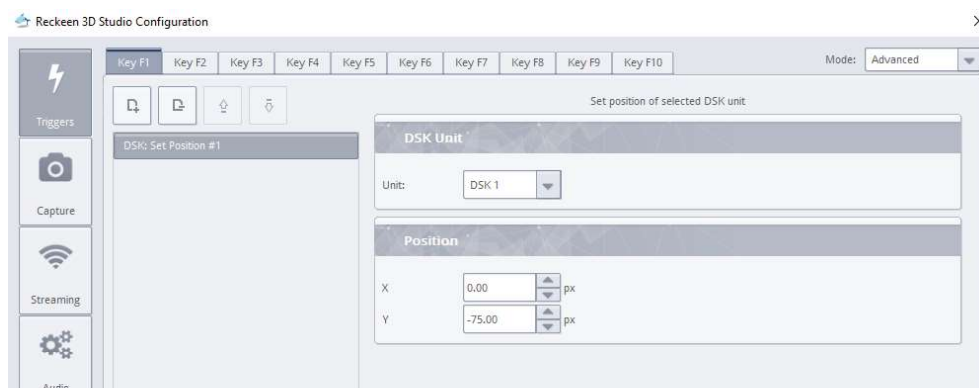 Reckeen 3D Studio Configuration
Key F1 Key F2 Key F3 Key F4 Key F5 Key F6 Key F7 Key F8 Key F9 Key F10 Mode: Advanced
Triggers
Set position of selected DSK unit
DSK: Set Position #1
DSK Unit
Unit: DSK 1
Capture
Position
X 0.00 px
Streaming
Y -75.00 px
Audio